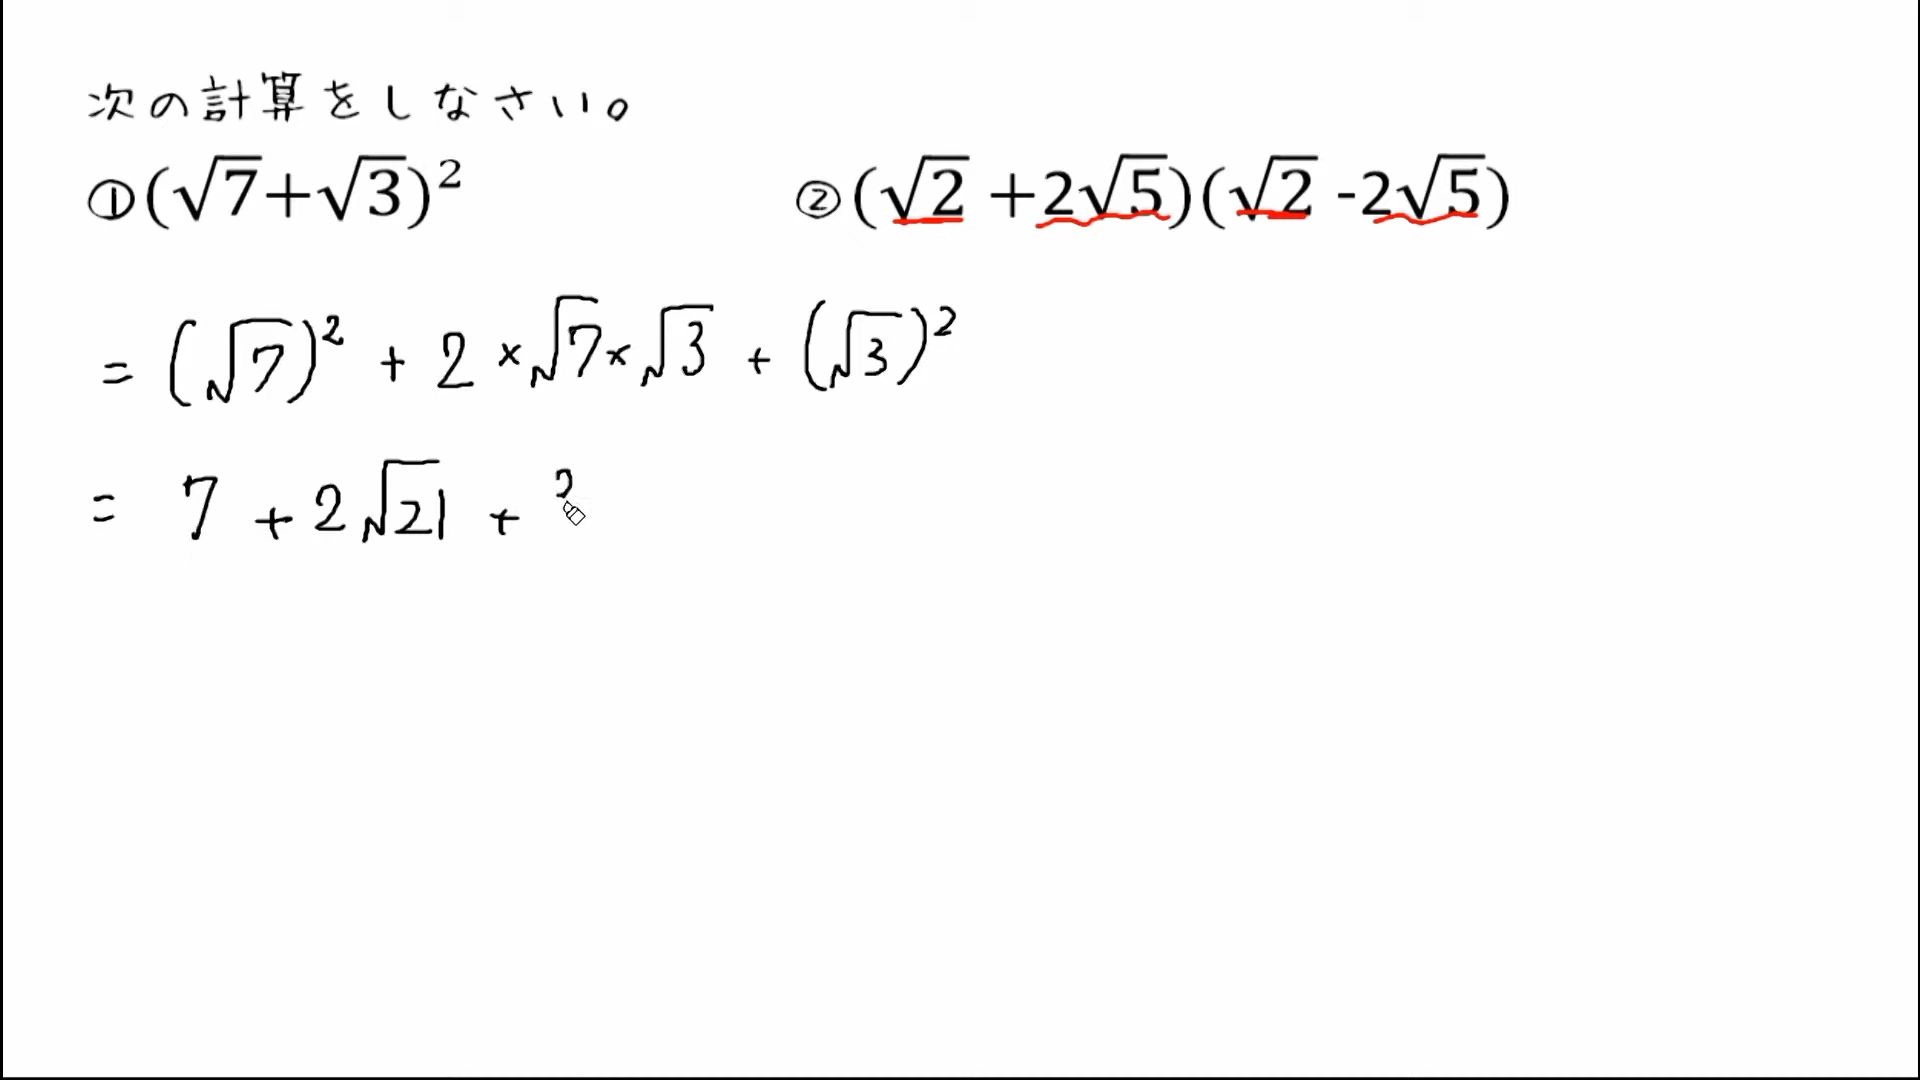 次の計算をしなさい。
①(√7+√3)² ②(√2 +2√5)(√2 -2√5)
= (√7)² + 2 ×√7×√3 + (√3)²
= 7 + 2√21 +